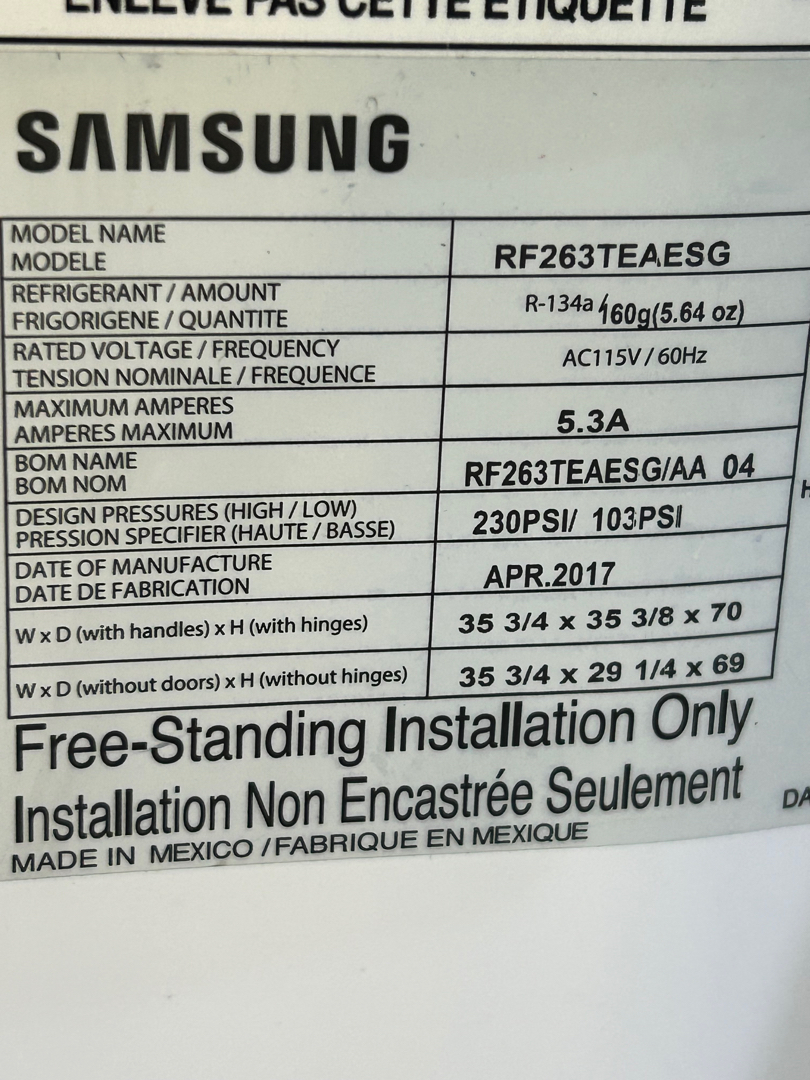 ENLEVE PAS CETTE ETIQUETTE
SAMSUNG
MODEL NAME
MODELE
RF263TEAESG
REFRIGERANT / AMOUNT
FRIGORIGENE / QUANTITE
R-134a / 160g(5.64 oz)
RATED VOLTAGE / FREQUENCY
TENSION NOMINALE / FREQUENCE
AC115V / 60Hz
MAXIMUM AMPERES
AMPERES MAXIMUM
5.3A
BOM NAME
BOM NOM
RF263TEAESG/AA 04
DESIGN PRESSURES (HIGH / LOW)
PRESSION SPECIFIER (HAUTE / BASSE)
230PSI/ 103PSI
DATE OF MANUFACTURE
DATE DE FABRICATION
APR.2017
W x D (with handles) x H (with hinges)
35 3/4 x 35 3/8 x 70
W x D (without doors) x H (without hinges)
35 3/4 x 29 1/4 x 69
Free-Standing Installation Only
Installation Non Encastrée Seulement
MADE IN MEXICO / FABRIQUE EN MEXIQUE